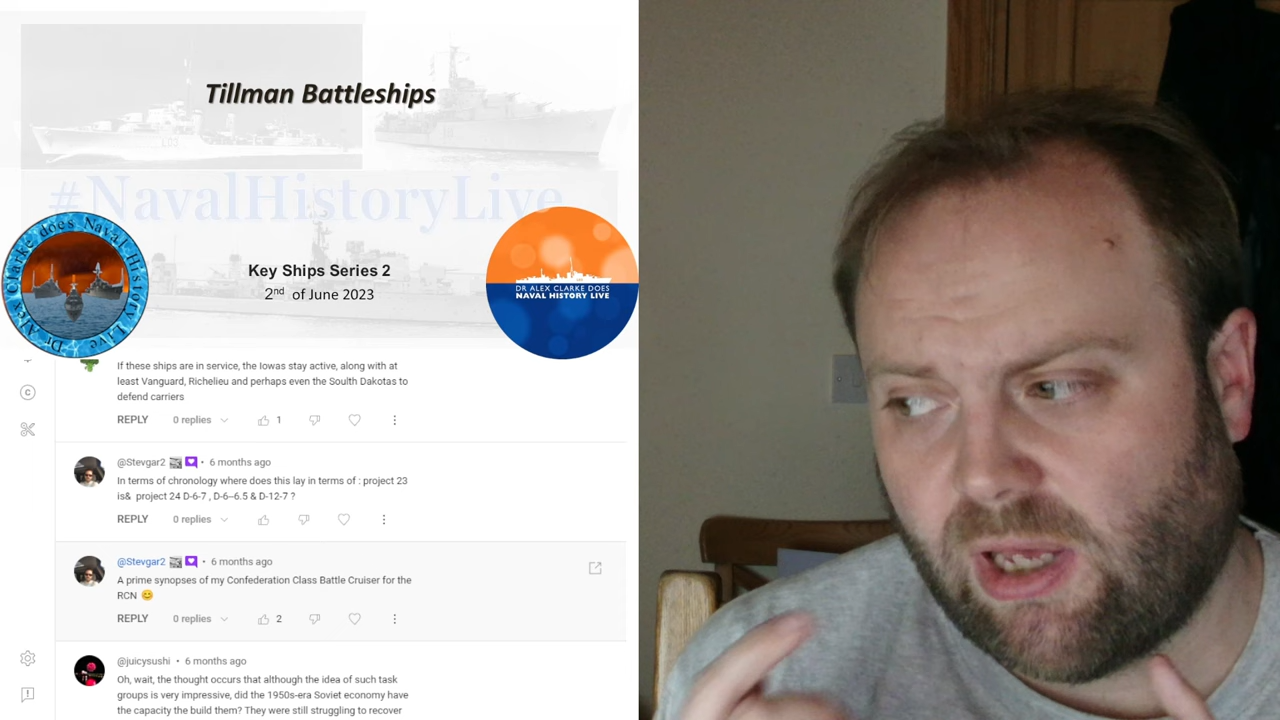 Tillman Battleships
#NavalHistoryLive
Dr Alex Clarke does Naval History Live
Key Ships Series 2
2nd of June 2023
DR ALEX CLARKE DOES
NAVAL HISTORY LIVE
If these ships are in service, the Iowas stay active, along with at
least Vanguard, Richelieu and perhaps even the South Dakotas to
defend carriers
REPLY 0 replies 1
@Stevgar2 • 6 months ago
In terms of chronology where does this lay in terms of : project 23
is& project 24 D-6-7 , D-6--6.5 & D-12-7 ?
REPLY 0 replies
@Stevgar2 • 6 months ago
A prime synopses of my Confederation Class Battle Cruiser for the
RCN 😊
REPLY 0 replies 2
@juicysushi • 6 months ago
Oh, wait, the thought occurs that although the idea of such task
groups is very impressive, did the 1950s-era Soviet economy have
the capacity the build them? They were still struggling to recover